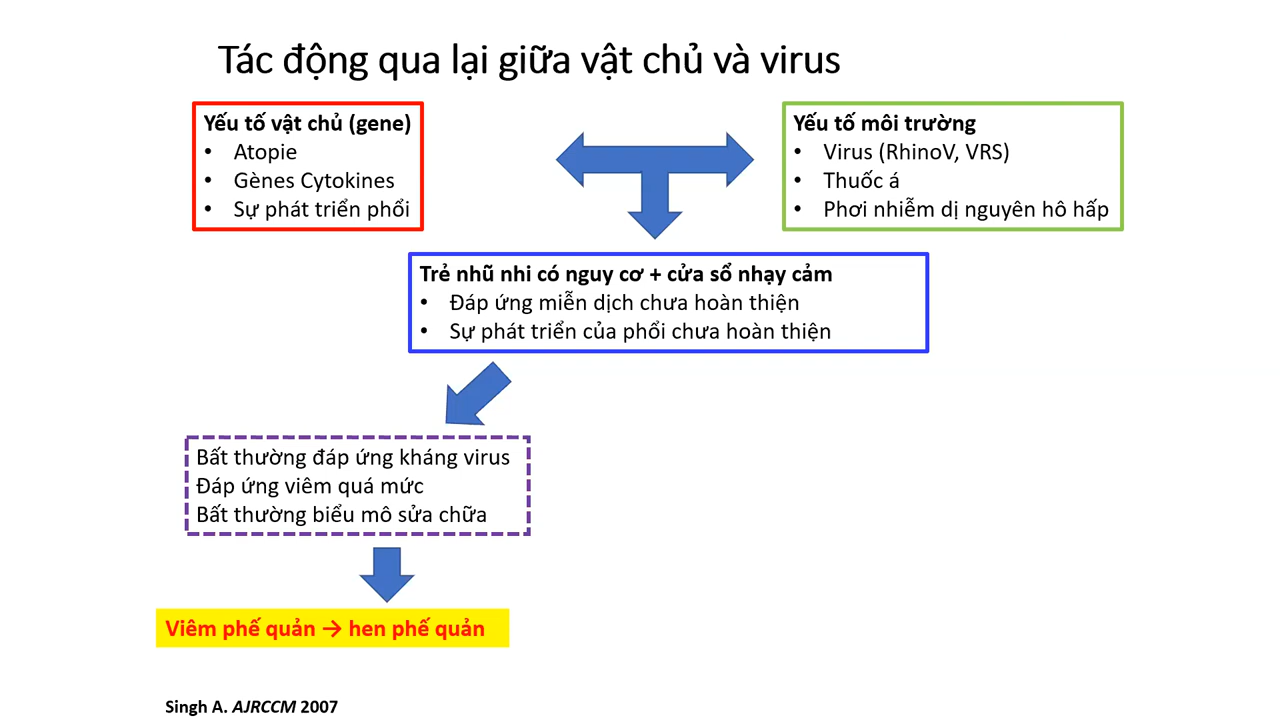 Tác động qua lại giữa vật chủ và virus
Yếu tố vật chủ (gene)
• Atopie
• Gènes Cytokines
• Sự phát triển phổi
Yếu tố môi trường
• Virus (RhinoV, VRS)
• Thuốc á
• Phơi nhiễm dị nguyên hô hấp
Trẻ nhũ nhi có nguy cơ + cửa sổ nhạy cảm
• Đáp ứng miễn dịch chưa hoàn thiện
• Sự phát triển của phổi chưa hoàn thiện
Bất thường đáp ứng kháng virus
Đáp ứng viêm quá mức
Bất thường biểu mô sửa chữa
Viêm phế quản → hen phế quản
Singh A. AJRCCM 2007